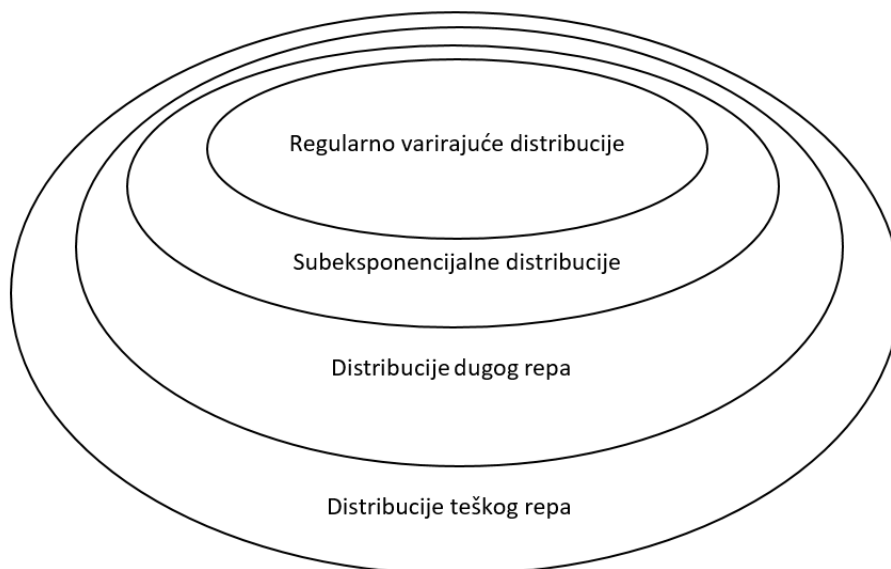 Regularno varirajuće distribucije
Subeksponencijalne distribucije
Distribucije dugog repa
Distribucije teškog repa